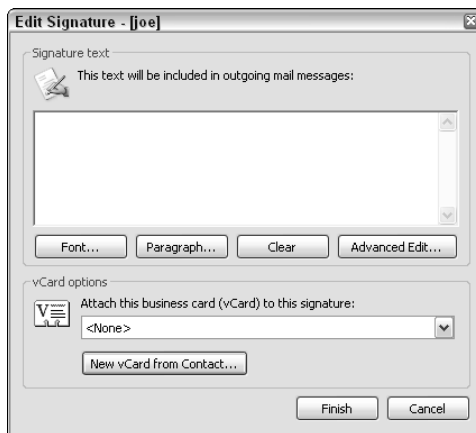 Edit Signature - [joe]
Signature text
This text will be included in outgoing mail messages:
Font... Paragraph... Clear Advanced Edit...
vCard options
V
Attach this business card (vCard) to this signature:
<None>
New vCard from Contact...
Finish Cancel